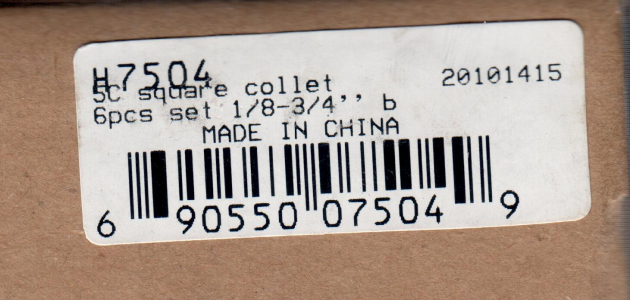 H7504
5C square collet 20101415
6pcs set 1/8-3/4'' b
MADE IN CHINA
6 90550 07504 9